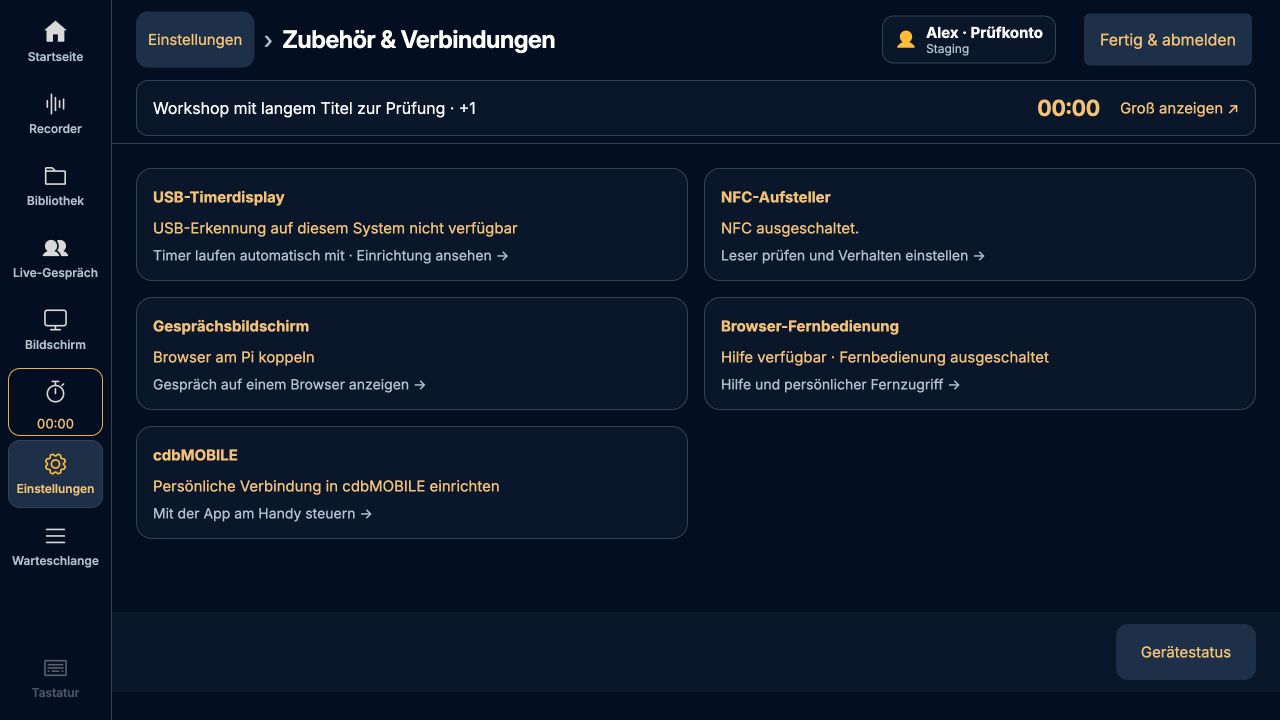 Startseite
Recorder
Bibliothek
Live-Gespräch
Bildschirm
00:00
Einstellungen
Warteschlange
Tastatur
Einstellungen › Zubehör & Verbindungen
Alex · Prüfkonto
Staging
Fertig & abmelden
Workshop mit langem Titel zur Prüfung · +1
00:00
Groß anzeigen ↗
USB-Timerdisplay
USB-Erkennung auf diesem System nicht verfügbar
Timer laufen automatisch mit · Einrichtung ansehen →
NFC-Aufsteller
NFC ausgeschaltet.
Leser prüfen und Verhalten einstellen →
Gesprächsbildschirm
Browser am Pi koppeln
Gespräch auf einem Browser anzeigen →
Browser-Fernbedienung
Hilfe verfügbar · Fernbedienung ausgeschaltet
Hilfe und persönlicher Fernzugriff →
cdbMOBILE
Persönliche Verbindung in cdbMOBILE einrichten
Mit der App am Handy steuern →
Gerätestatus